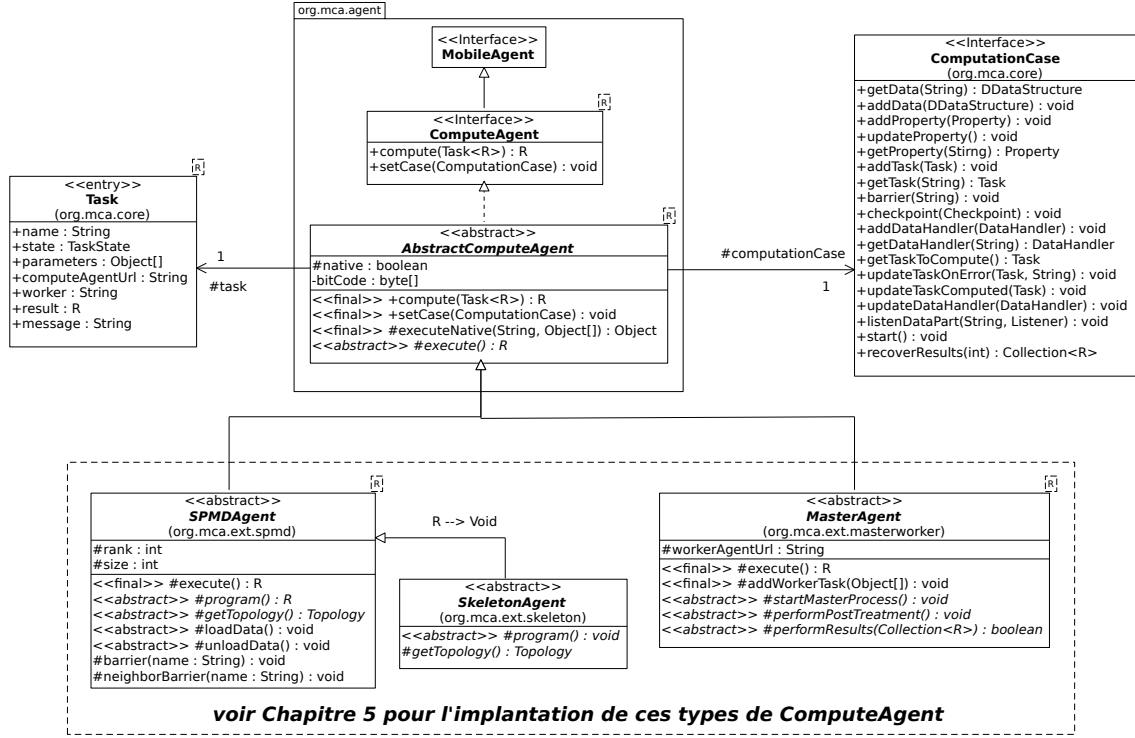 org.mca.agent
<<Interface>>
MobileAgent
R
<<Interface>>
ComputeAgent
+compute(Task<R>) : R
+setCase(ComputationCase) : void
<<Interface>>
ComputationCase
(org.mca.core)
+getData(String) : DDataStructure
+addData(DDataStructure) : void
+addProperty(Property) : void
+updateProperty() : void
+getProperty(Stirng) : Property
+addTask(Task) : void
+getTask(String) : Task
+barrier(String) : void
+checkpoint(Checkpoint) : void
+addDataHandler(DataHandler) : void
+getDataHandler(String) : DataHandler
+getTaskToCompute() : Task
+updateTaskOnError(Task, String) : void
+updateTaskComputed(Task) : void
+updateDataHandler(DataHandler) : void
+listenDataPart(String, Listener) : void
+start() : void
+recoverResults(int) : Collection<R>
R
<<entry>>
Task
(org.mca.core)
+name : String
+state : TaskState
+parameters : Object[]
+computeAgentUrl : String
+worker : String
+result : R
+message : String
1
#task
R
<<abstract>>
AbstractComputeAgent
#native : boolean
-bitCode : byte[]
<<final>> +compute(Task<R>) : R
<<final>> +setCase(ComputationCase) : void
<<final>> #executeNative(String, Object[]) : Object
<<abstract>> #execute() : R
#computationCase
1
R
<<abstract>>
SPMDAgent
(org.mca.ext.spmd)
#rank : int
#size : int
<<final>> #execute() : R
<<abstract>> #program() : R
<<abstract>> #getTopology() : Topology
<<abstract>> #loadData() : void
<<abstract>> #unloadData() : void
#barrier(name : String) : void
#neighborBarrier(name : String) : void
R --> Void
<<abstract>>
SkeletonAgent
(org.mca.ext.skeleton)
<<abstract>> #program() : void
#getTopology() : Topology
R
<<abstract>>
MasterAgent
(org.mca.ext.masterworker)
#workerAgentUrl : String
<<final>> #execute() : R
<<final>> #addWorkerTask(Object[]) : void
<<abstract>> #startMasterProcess() : void
<<abstract>> #performPostTreatment() : void
<<abstract>> #performResults(Collection<R>) : boolean
voir Chapitre 5 pour l'implantation de ces types de ComputeAgent